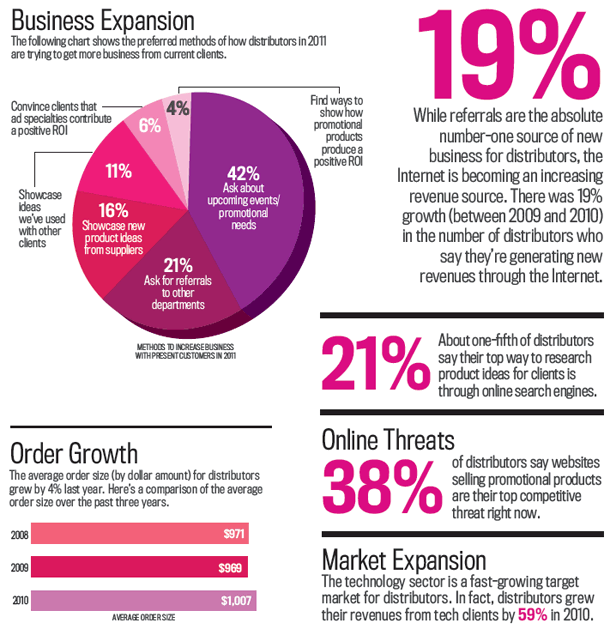 Business Expansion
The following chart shows the preferred methods of how distributors in 2011
are trying to get more business from current clients.
Convince clients that
ad specialties contribute
a positive ROI
Showcase
ideas
we've used
with other
clients
Find ways to
show how
promotional
products
produce a
positive ROI
4%
6%
11%
16%
Showcase new
product ideas
from suppliers
21%
Ask for referrals
to other
departments
42%
Ask about
upcoming events/
promotional
needs
METHODS TO INCREASE BUSINESS
WITH PRESENT CUSTOMERS IN 2011
Order Growth
The average order size (by dollar amount) for distributors
grew by 4% last year. Here's a comparison of the average
order size over the past three years.
2008 $971
2009 $969
2010 $1,007
AVERAGE ORDER SIZE
19%
While referrals are the absolute
number-one source of new
business for distributors, the
Internet is becoming an increasing
revenue source. There was 19%
growth (between 2009 and 2010)
in the number of distributors who
say they're generating new
revenues through the Internet.
21%
About one-fifth of distributors
say their top way to research
product ideas for clients is
through online search engines.
Online Threats
38%
of distributors say websites
selling promotional products
are their top competitive
threat right now.
Market Expansion
The technology sector is a fast-growing target
market for distributors. In fact, distributors grew
their revenues from tech clients by 59% in 2010.